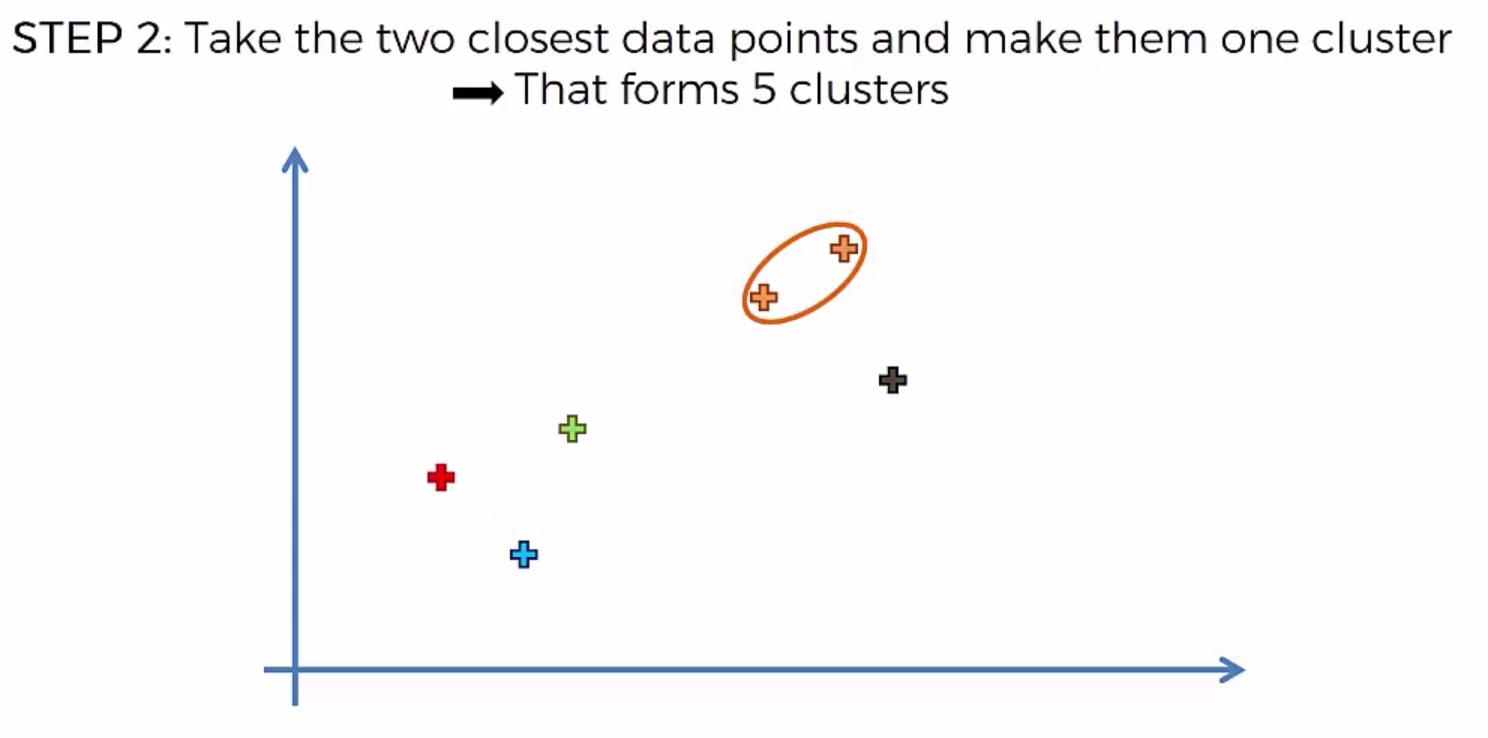 STEP 2: Take the two closest data points and make them one cluster
That forms 5 clusters